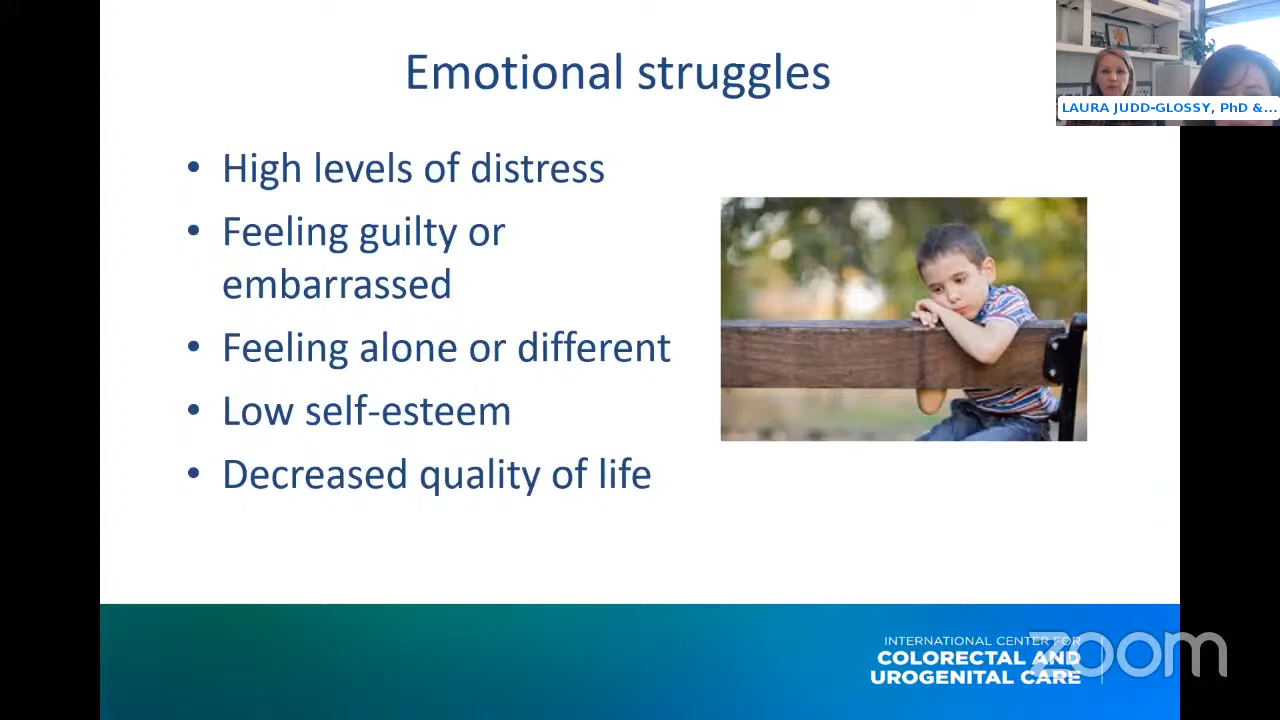 Emotional struggles
LAURA JUDD-GLOSSY, PhD &...
• High levels of distress
• Feeling guilty or
embarrassed
• Feeling alone or different
• Low self-esteem
• Decreased quality of life
INTERNATIONAL CENTER FOR
COLORECTAL AND
UROGENITAL CARE
zoom